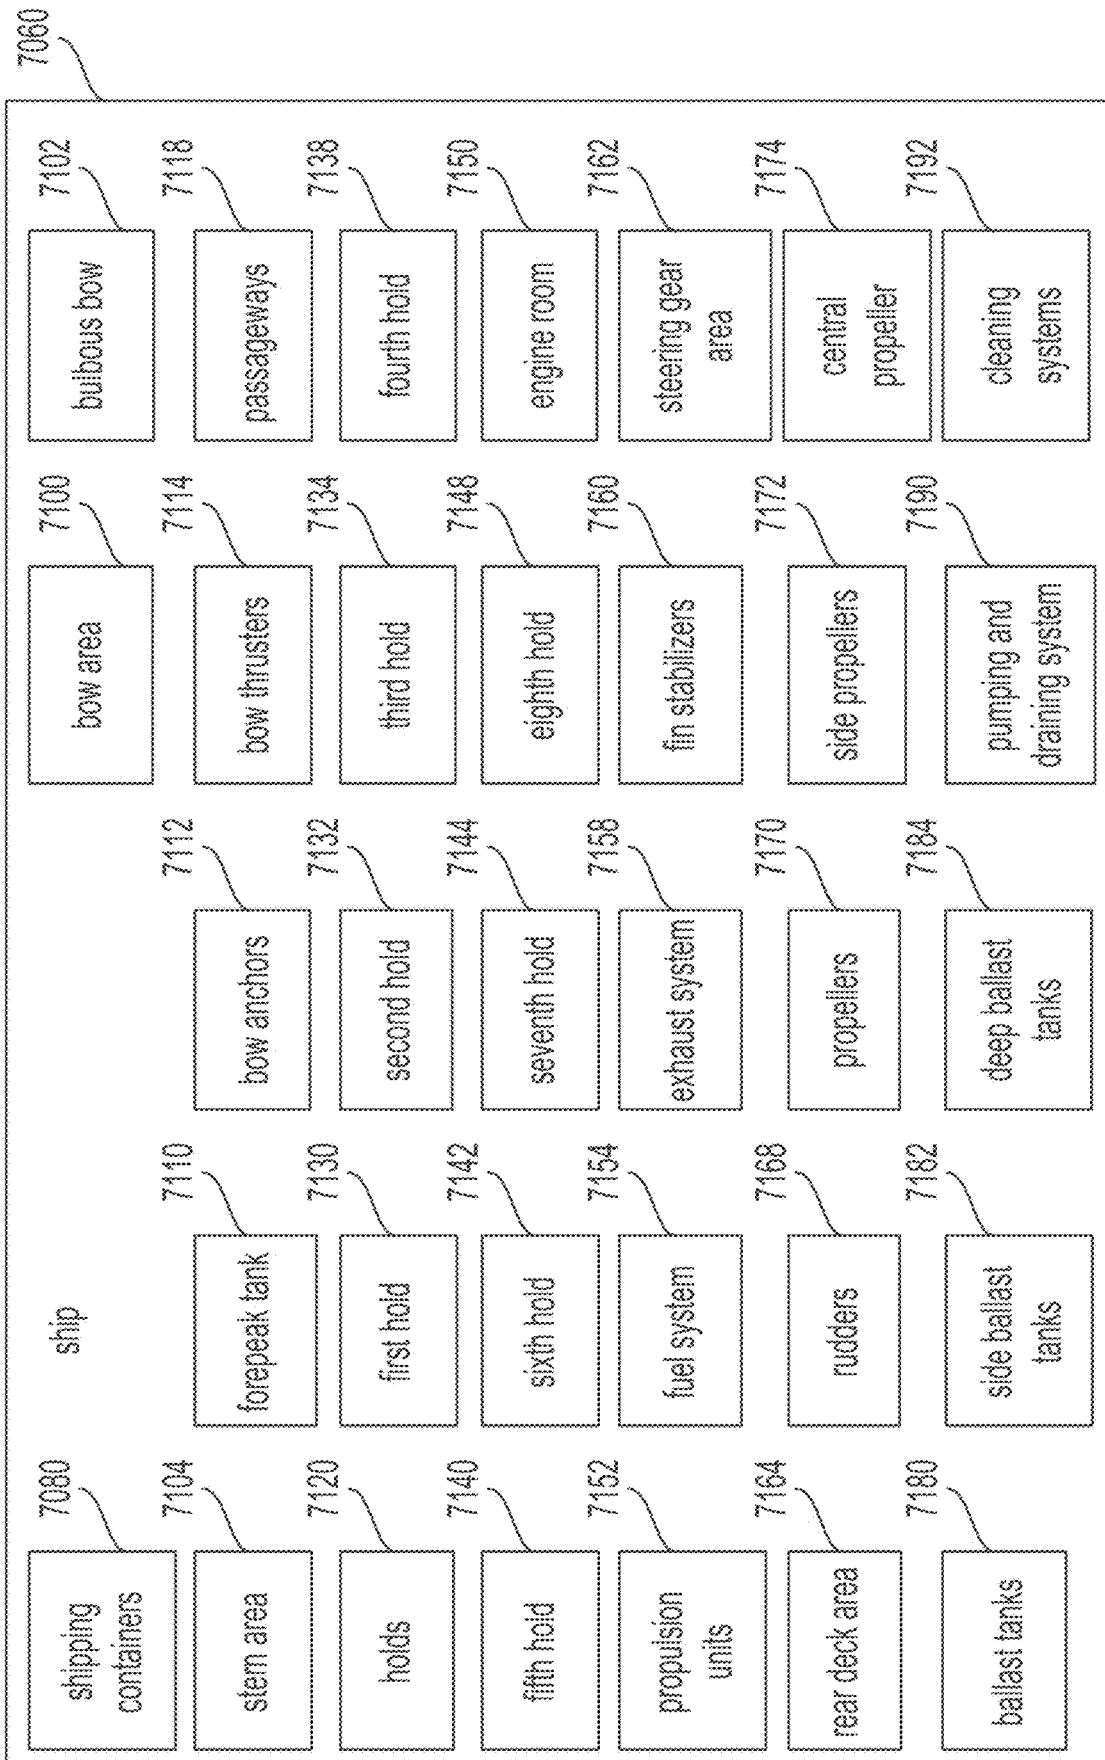 7060
shipping
containers
7080
ship
bow area
7100
bulbous bow
7102
stern area
7104
forepeak tank
7110
bow anchors
7112
bow thrusters
7114
passageways
7118
holds
7120
first hold
7130
second hold
7132
third hold
7134
fourth hold
7138
fifth hold
7140
sixth hold
7142
seventh hold
7144
eighth hold
7148
engine room
7150
propulsion
units
7152
fuel system
7154
exhaust system
7158
fin stabilizers
7160
steering gear
area
7162
rear deck area
7164
rudders
7168
propellers
7170
side propellers
7172
central
propeller
7174
ballast tanks
7180
side ballast
tanks
7182
deep ballast
tanks
7184
pumping and
draining system
7190
cleaning
systems
7192